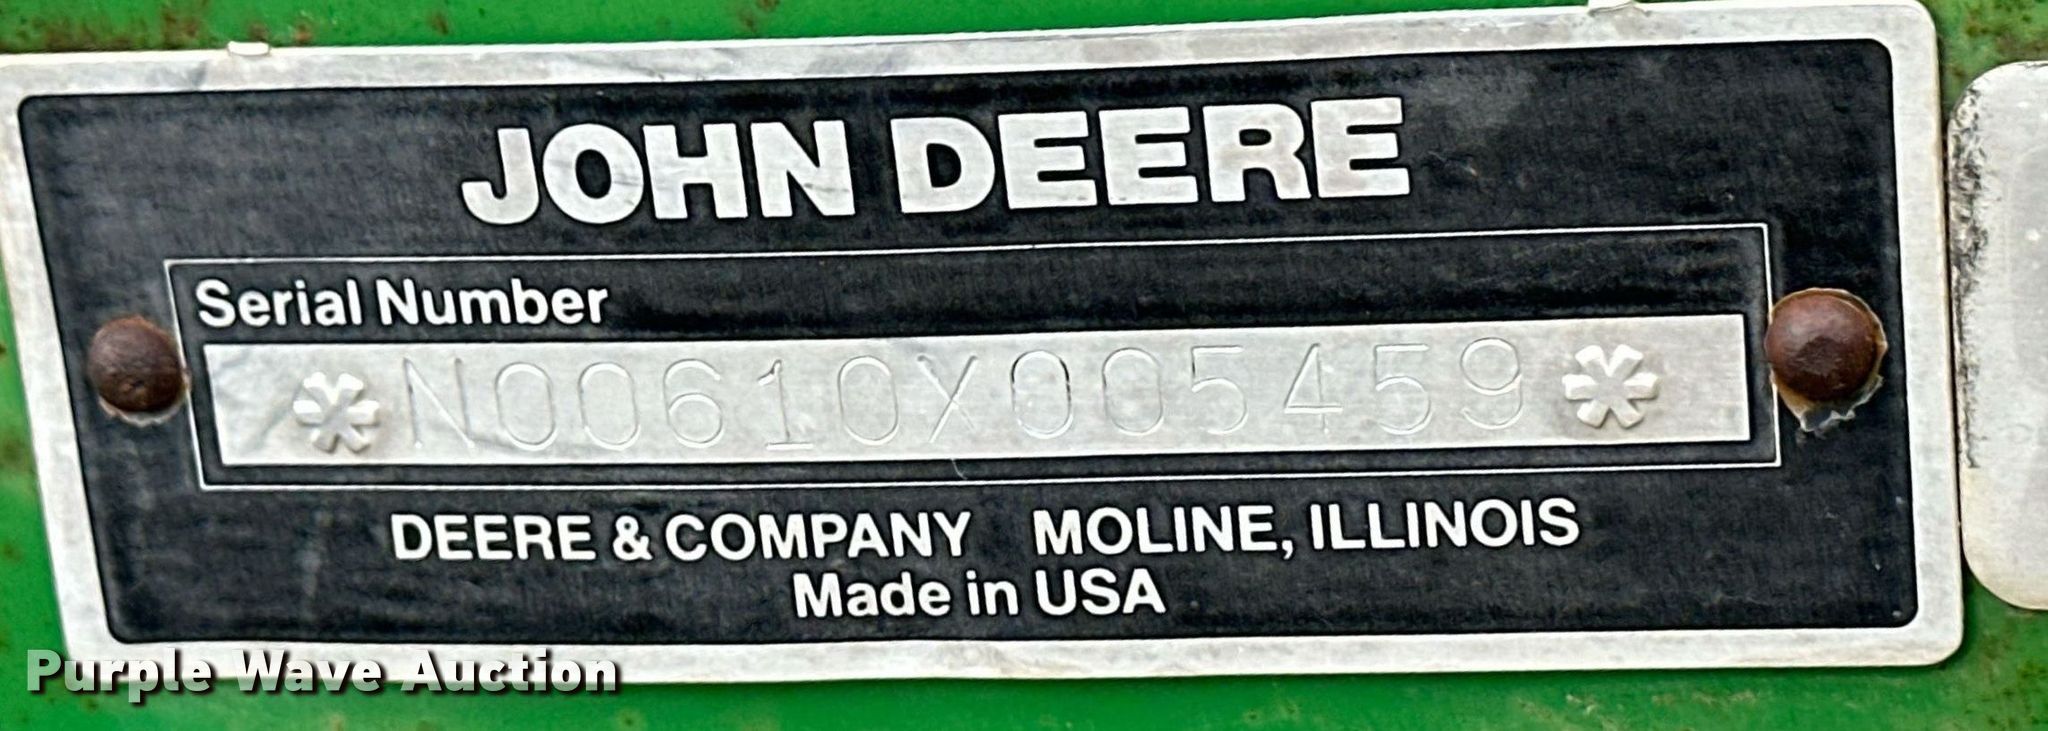 JOHN DEERE
Serial Number
*N00610X005459*
DEERE & COMPANY MOLINE, ILLINOIS
Made in USA
Purple Wave Auction